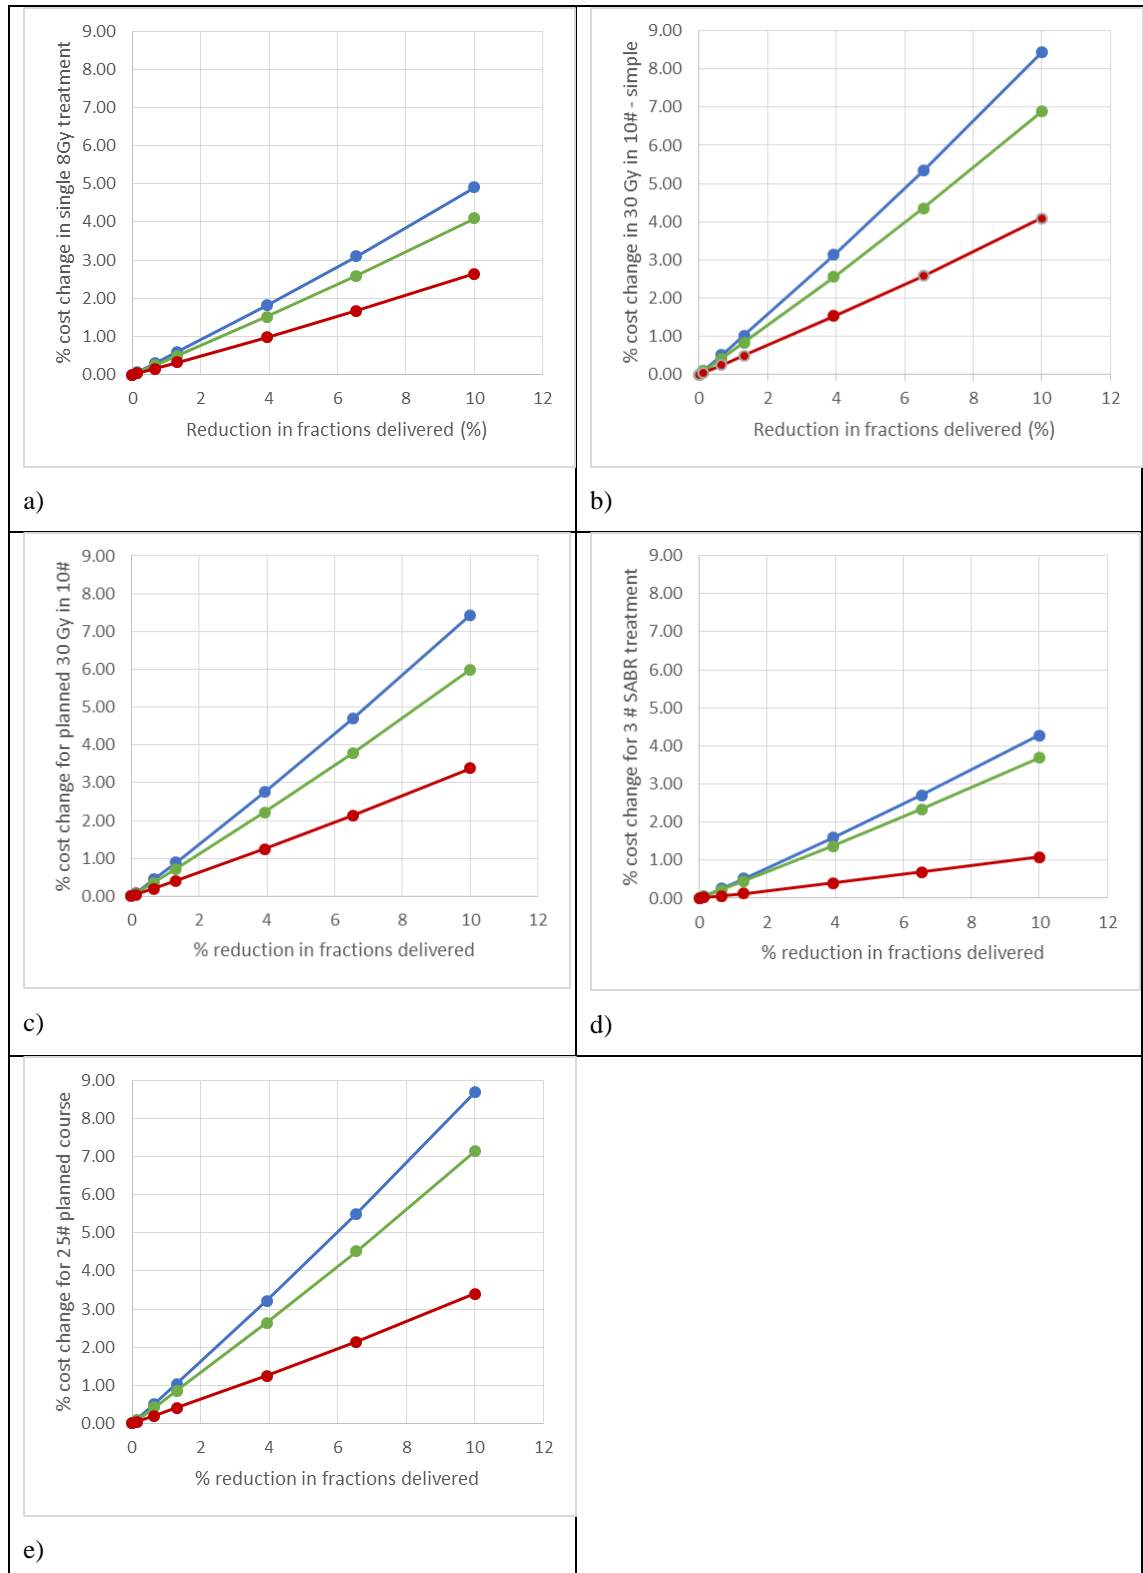 % cost change in single 8Gy treatment
9.00
8.00
7.00
6.00
5.00
4.00
3.00
2.00
1.00
0.00
0 2 4 6 8 10 12
Reduction in fractions delivered (%)
a)
% cost change in 30 Gy in 10# - simple
9.00
8.00
7.00
6.00
5.00
4.00
3.00
2.00
1.00
0.00
0 2 4 6 8 10 12
Reduction in fractions delivered (%)
b)
% cost change for planned 30 Gy in 10#
9.00
8.00
7.00
6.00
5.00
4.00
3.00
2.00
1.00
0.00
0 2 4 6 8 10 12
% reduction in fractions delivered
c)
% cost change for 3 # SABR treatment
9.00
8.00
7.00
6.00
5.00
4.00
3.00
2.00
1.00
0.00
0 2 4 6 8 10 12
% reduction in fractions delivered
d)
% cost change for 25# planned course
9.00
8.00
7.00
6.00
5.00
4.00
3.00
2.00
1.00
0.00
0 2 4 6 8 10 12
% reduction in fractions delivered
e)